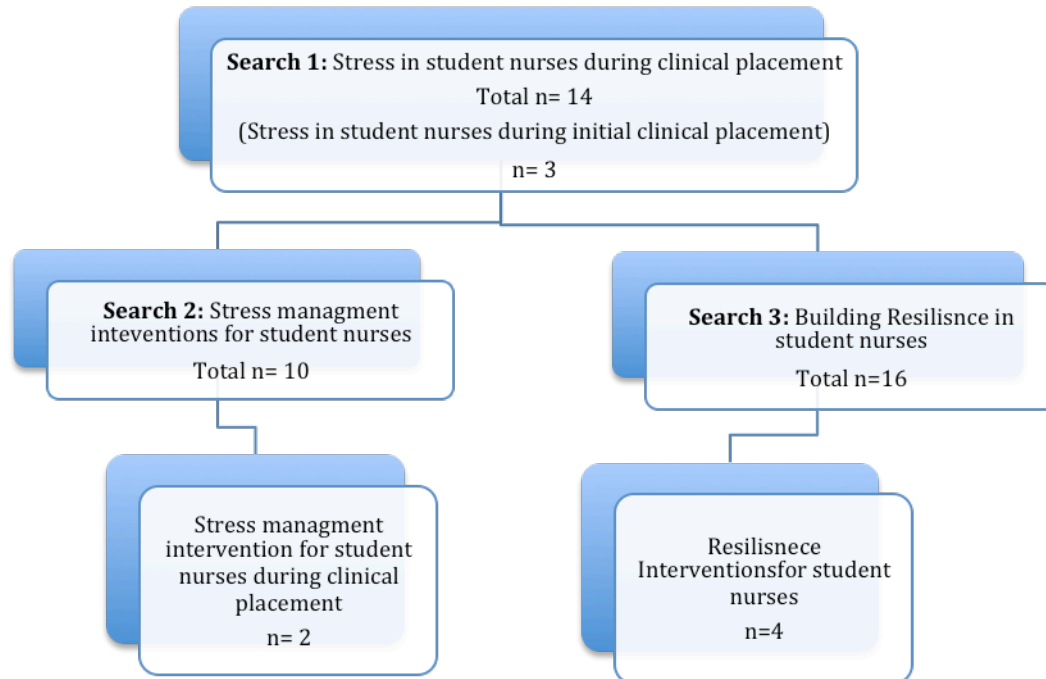 Search 1: Stress in student nurses during clinical placement
Total n= 14
(Stress in student nurses during initial clinical placement)
n= 3
Search 2: Stress managment
inteventions for student nurses
Total n= 10
Search 3: Building Resilisnce in
student nurses
Total n=16
Stress managment
intervention for student
nurses during clinical
placement
n= 2
Resilisnece
Interventionsfor student
nurses
n=4